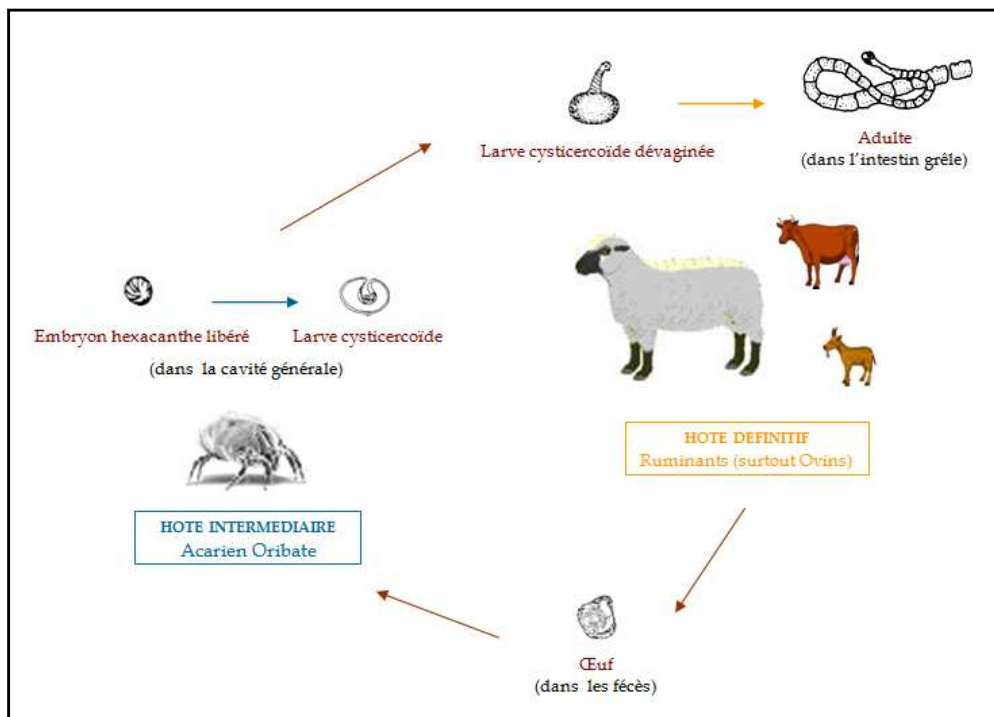 Larve cysticercoïde dévaginée
Adulte
(dans l'intestin grêle)
Embryon hexacanthe libéré
Larve cysticercoïde
(dans la cavité générale)
HOTE DEFINITIF
Ruminants (surtout Ovins)
HOTE INTERMEDIAIRE
Acarien Oribate
Œuf
(dans les fécès)